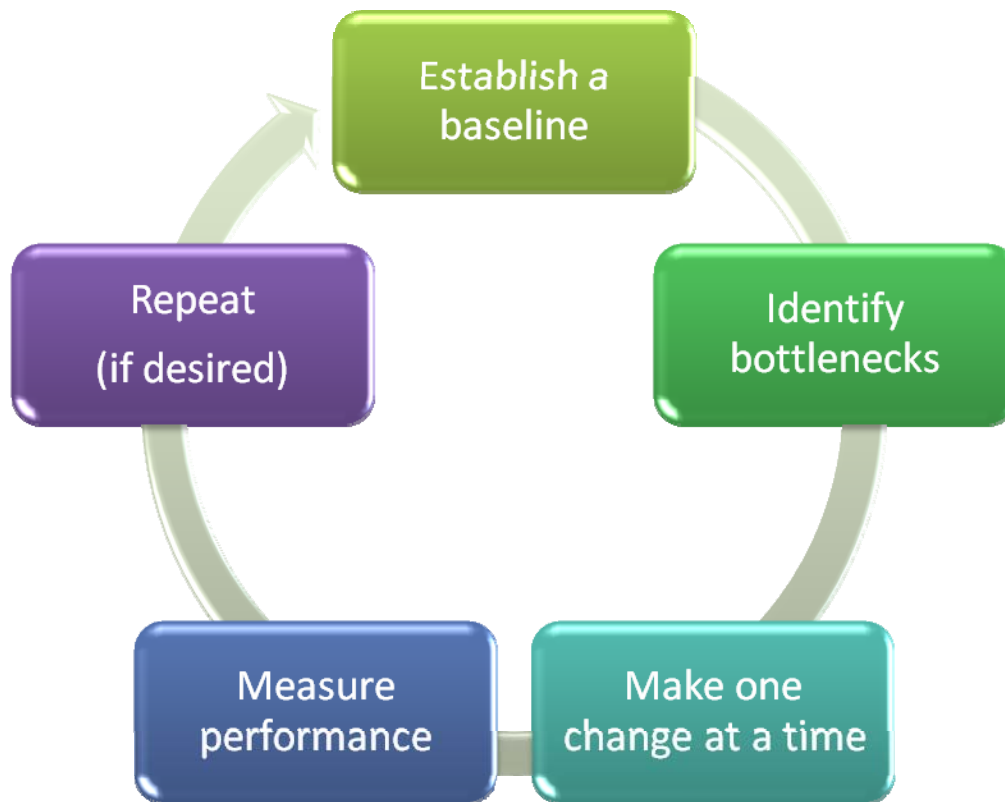 Establish a
baseline
Identify
bottlenecks
Make one
change at a time
Measure
performance
Repeat
(if desired)